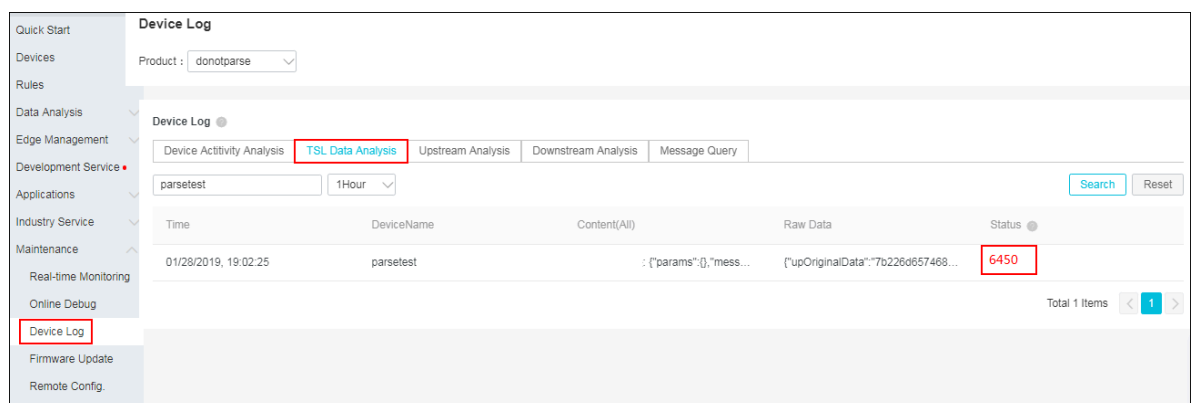 Quick Start
Devices
Rules
Data Analysis
Edge Management
Development Service
Applications
Industry Service
Maintenance
Real-time Monitoring
Online Debug
Device Log
Firmware Update
Remote Config.
Device Log
Product : donotparse
Device Log
Device Actitivity Analysis TSL Data Analysis Upstream Analysis Downstream Analysis Message Query
parsetest 1Hour Search Reset
Time DeviceName Content(All) Raw Data Status
01/28/2019, 19:02:25 parsetest : {"params":{},"mess... {"upOriginalData":"7b226d657468... 6450
Total 1 Items < 1 >